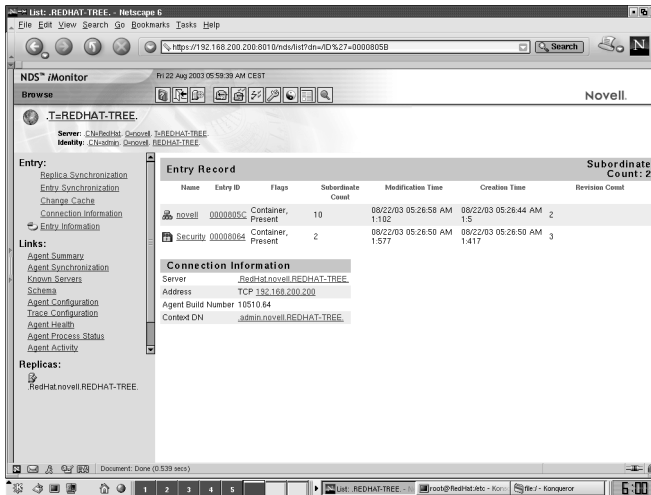 List: .REDHAT-TREE. - Netscape 6
File Edit View Search Go Bookmarks Tasks Help
https://192.168.200.200:8010/nds/list?dn=/ID%27=0000805B
Search
N
NDS™ iMonitor
Fri 22 Aug 2003 05:59:39 AM CEST
Browse
Novell.
.T=REDHAT-TREE.
Server: .CN=RedHat. O=novell. T=REDHAT-TREE.
Identity: .CN=admin. O=novell. REDHAT-TREE.
Entry:
Replica Synchronization
Entry Synchronization
Change Cache
Connection Information
Entry Information
Links:
Agent Summary
Agent Synchronization
Known Servers
Schema
Agent Configuration
Trace Configuration
Agent Health
Agent Process Status
Agent Activity
Replicas:
.RedHat.novell.REDHAT-TREE.
Entry Record Subordinate Count: 2
Name Entry ID Flags Subordinate Count Modification Time Creation Time Revision Count
novell 0000805C Container, Present 10 08/22/03 05:26:58 AM 1:102 08/22/03 05:26:44 AM 1:5 2
Security 00008064 Container, Present 2 08/22/03 05:26:50 AM 1:577 08/22/03 05:26:50 AM 1:417 3
Connection Information
Server .RedHat.novell.REDHAT-TREE.
Address TCP 192.168.200.200
Agent Build Number 10510.64
Context DN .admin.novell.REDHAT-TREE.
Document: Done (0.539 secs)
1 2 3 4 5
List: .REDHAT-TREE. - N
root@RedHat:/etc - Kons
file:/ - Konqueror
6:00